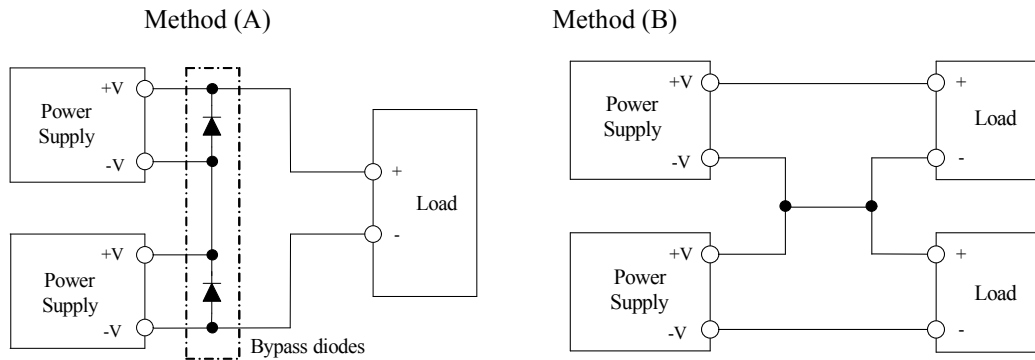 Method (A)
+V
Power
Supply
-V
+V
Power
Supply
-V
Bypass diodes
+
Load
-
Method (B)
+V
Power
Supply
-V
+V
Power
Supply
-V
+
Load
-
+
Load
-